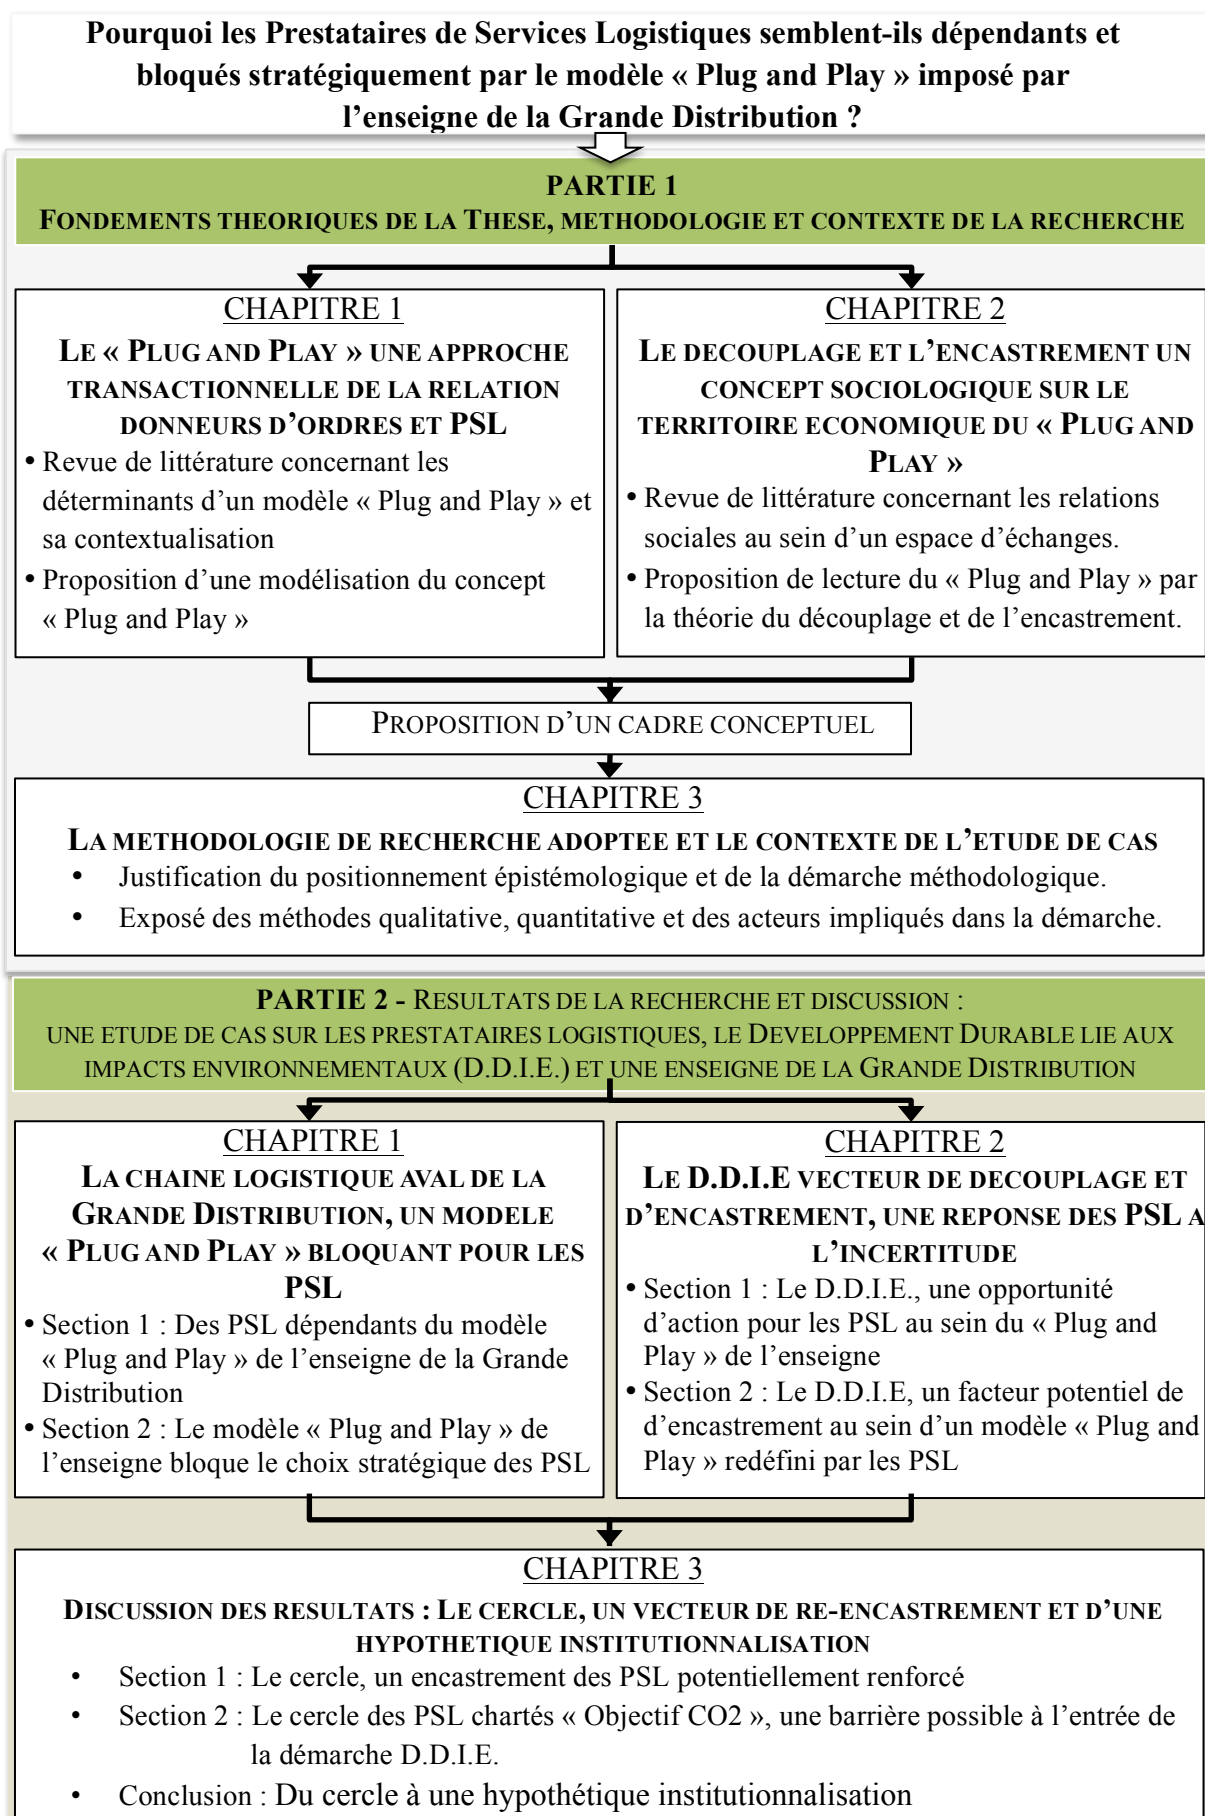 Pourquoi les Prestataires de Services Logistiques semblent-ils dépendants et
bloqués stratégiquement par le modèle « Plug and Play » imposé par
l’enseigne de la Grande Distribution ?
PARTIE 1
FONDEMENTS THEORIQUES DE LA THESE, METHODOLOGIE ET CONTEXTE DE LA RECHERCHE
CHAPITRE 1
LE « PLUG AND PLAY » UNE APPROCHE
TRANSACTIONNELLE DE LA RELATION
DONNEURS D’ORDRES ET PSL
• Revue de littérature concernant les
déterminants d’un modèle « Plug and Play » et
sa contextualisation
• Proposition d’une modélisation du concept
« Plug and Play »
CHAPITRE 2
LE DECOUPLAGE ET L’ENCASTREMENT UN
CONCEPT SOCIOLOGIQUE SUR LE
TERRITOIRE ECONOMIQUE DU « PLUG AND
PLAY »
• Revue de littérature concernant les relations
sociales au sein d’un espace d’échanges.
• Proposition de lecture du « Plug and Play » par
la théorie du découplage et de l’encastrement.
PROPOSITION D’UN CADRE CONCEPTUEL
CHAPITRE 3
LA METHODOLOGIE DE RECHERCHE ADOPTEE ET LE CONTEXTE DE L’ETUDE DE CAS
• Justification du positionnement épistémologique et de la démarche méthodologique.
• Exposé des méthodes qualitative, quantitative et des acteurs impliqués dans la démarche.
PARTIE 2 - RESULTATS DE LA RECHERCHE ET DISCUSSION :
UNE ETUDE DE CAS SUR LES PRESTATAIRES LOGISTIQUES, LE DEVELOPPEMENT DURABLE LIE AUX
IMPACTS ENVIRONNEMENTAUX (D.D.I.E.) ET UNE ENSEIGNE DE LA GRANDE DISTRIBUTION
CHAPITRE 1
LA CHAINE LOGISTIQUE AVAL DE LA
GRANDE DISTRIBUTION, UN MODELE
« PLUG AND PLAY » BLOQUANT POUR LES
PSL
• Section 1 : Des PSL dépendants du modèle
« Plug and Play » de l’enseigne de la Grande
Distribution
• Section 2 : Le modèle « Plug and Play » de
l’enseigne bloque le choix stratégique des PSL
CHAPITRE 2
LE D.D.I.E VECTEUR DE DECOUPLAGE ET
D’ENCASTREMENT, UNE REPONSE DES PSL A
L’INCERTITUDE
• Section 1 : Le D.D.I.E., une opportunité
d’action pour les PSL au sein du « Plug and
Play » de l’enseigne
• Section 2 : Le D.D.I.E, un facteur potentiel de
d’encastrement au sein d’un modèle « Plug and
Play » redéfini par les PSL
CHAPITRE 3
DISCUSSION DES RESULTATS : LE CERCLE, UN VECTEUR DE RE-ENCASTREMENT ET D’UNE
HYPOTHETIQUE INSTITUTIONNALISATION
• Section 1 : Le cercle, un encastrement des PSL potentiellement renforcé
• Section 2 : Le cercle des PSL chartés « Objectif CO2 », une barrière possible à l’entrée de
la démarche D.D.I.E.
• Conclusion : Du cercle à une hypothétique institutionnalisation